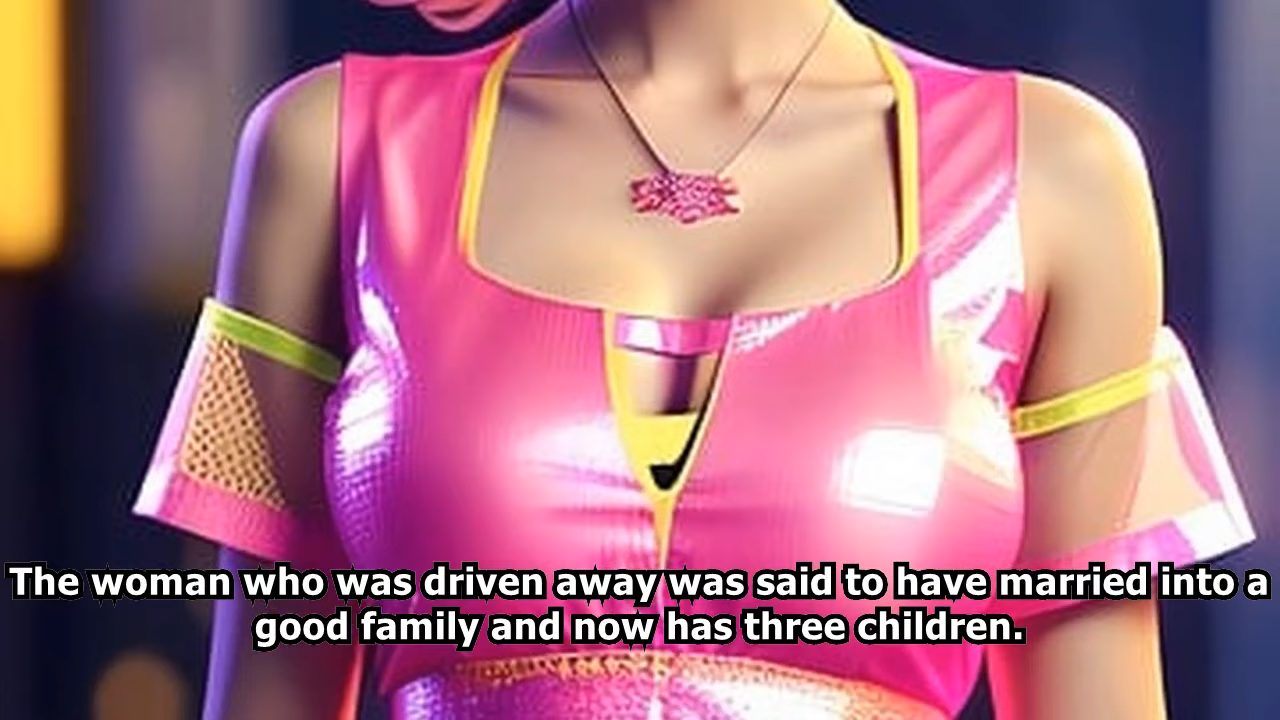 The woman who was driven away was said to have married into a
good family and now has three children.